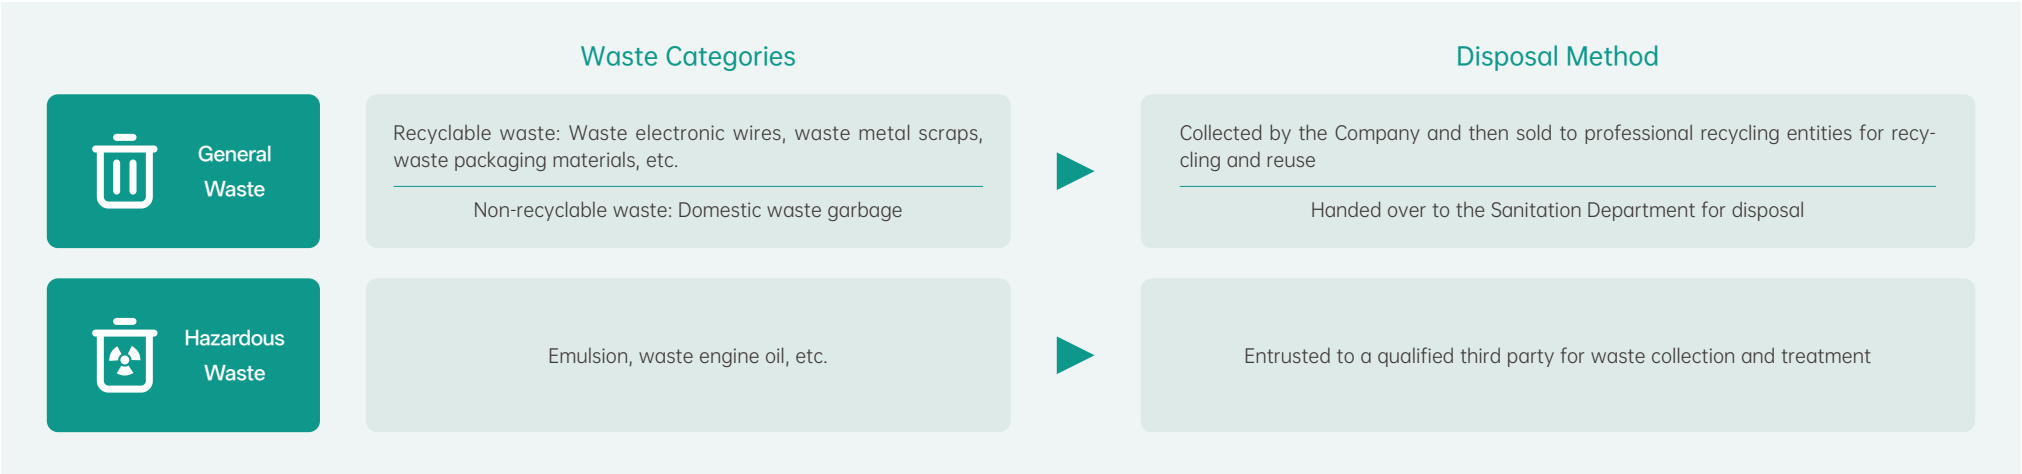 Waste Categories
Disposal Method
General
Waste
Recyclable waste: Waste electronic wires, waste metal scraps,
waste packaging materials, etc.
Non-recyclable waste: Domestic waste garbage
Collected by the Company and then sold to professional recycling entities for recy-
cling and reuse
Handed over to the Sanitation Department for disposal
Hazardous
Waste
Emulsion, waste engine oil, etc.
Entrusted to a qualified third party for waste collection and treatment